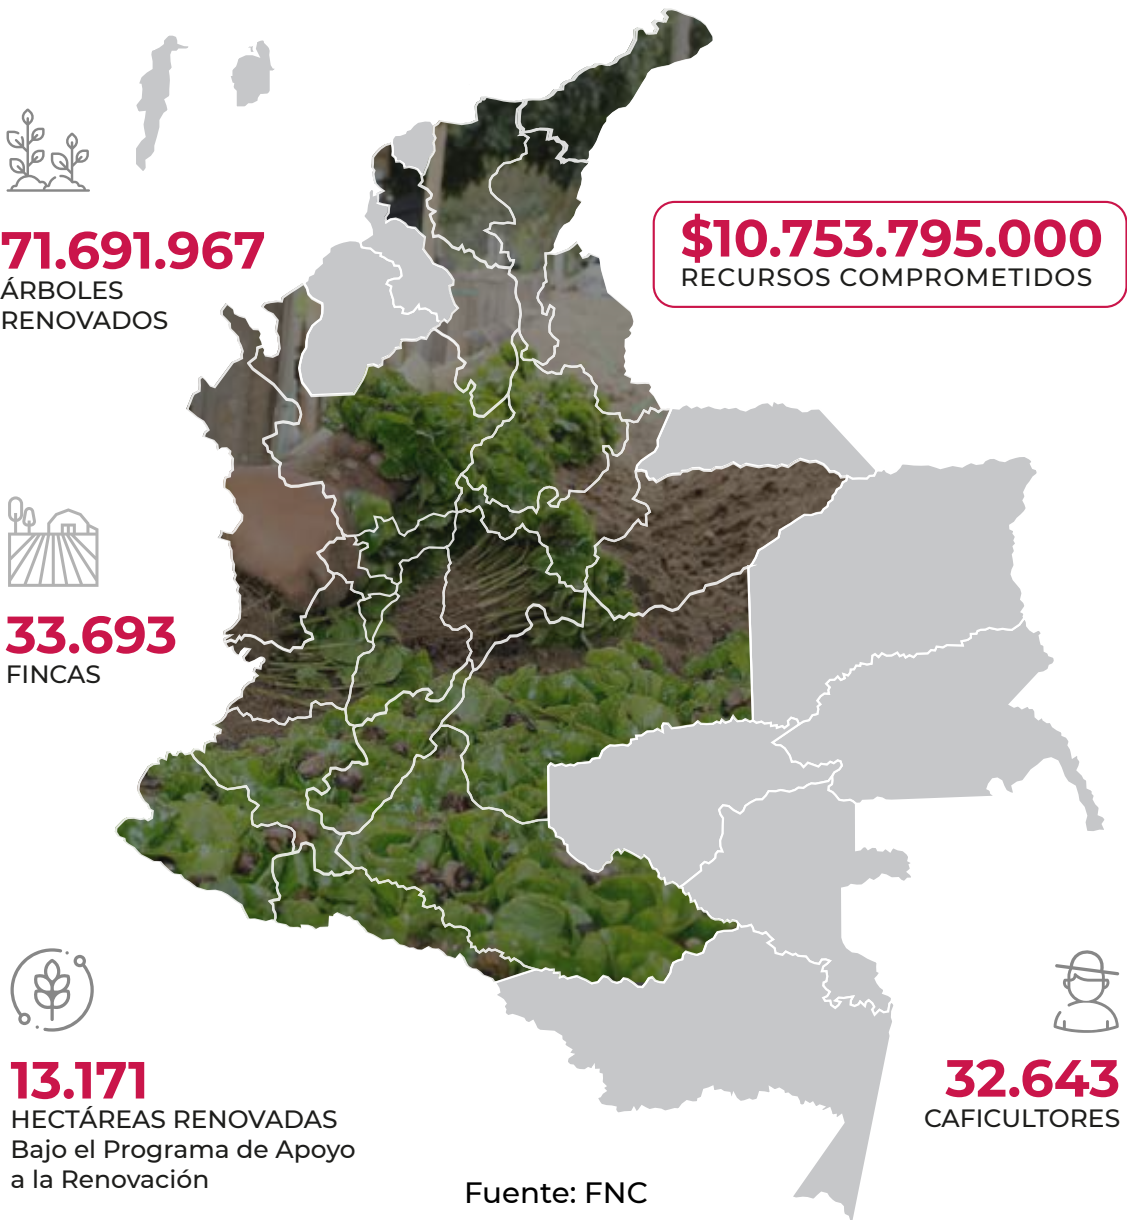 71.691.967
ÁRBOLES
RENOVADOS
$10.753.795.000
RECURSOS COMPROMETIDOS
33.693
FINCAS
13.171
HECTÁREAS RENOVADAS
Bajo el Programa de Apoyo
a la Renovación
32.643
CAFICULTORES
Fuente: FNC